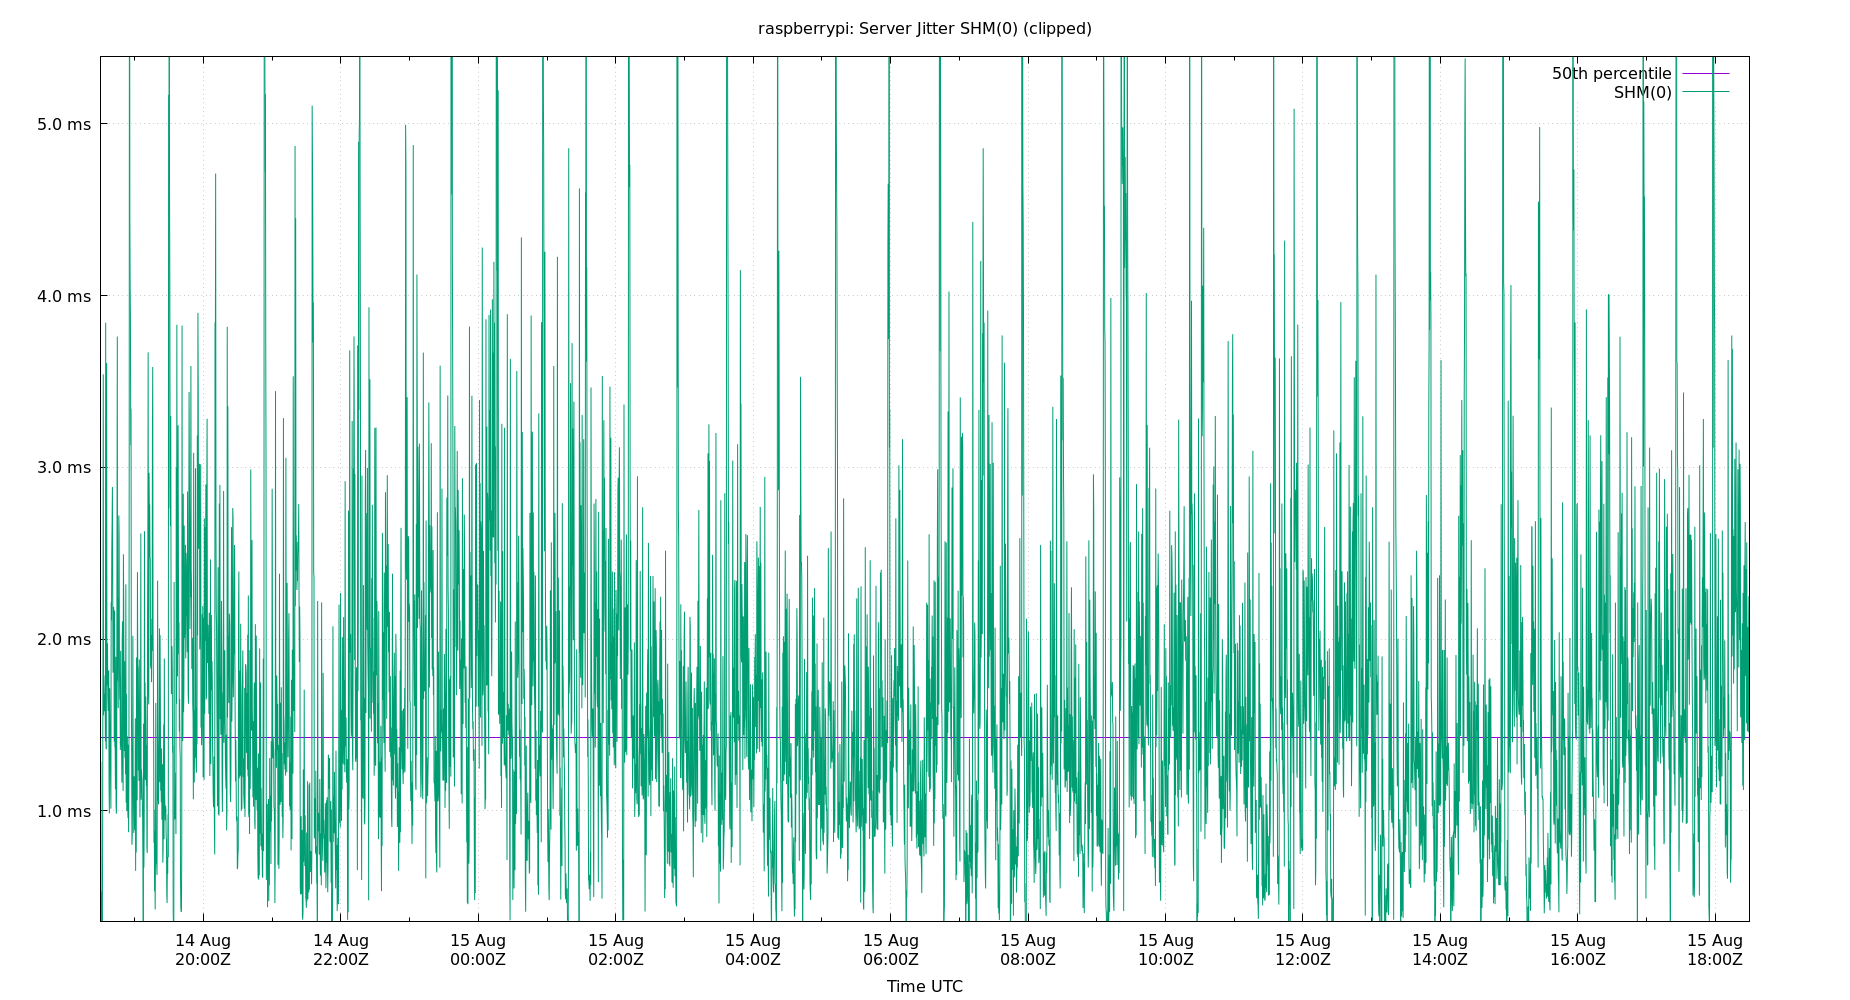 raspberrypi: Server Jitter SHM(0) (clipped)
50th percentile
SHM(0)
5.0 ms
4.0 ms
3.0 ms
2.0 ms
1.0 ms
14 Aug 14 Aug 15 Aug 15 Aug 15 Aug 15 Aug 15 Aug 15 Aug 15 Aug 15 Aug 15 Aug 15 Aug
20:00Z 22:00Z 00:00Z 02:00Z 04:00Z 06:00Z 08:00Z 10:00Z 12:00Z 14:00Z 16:00Z 18:00Z
Time UTC